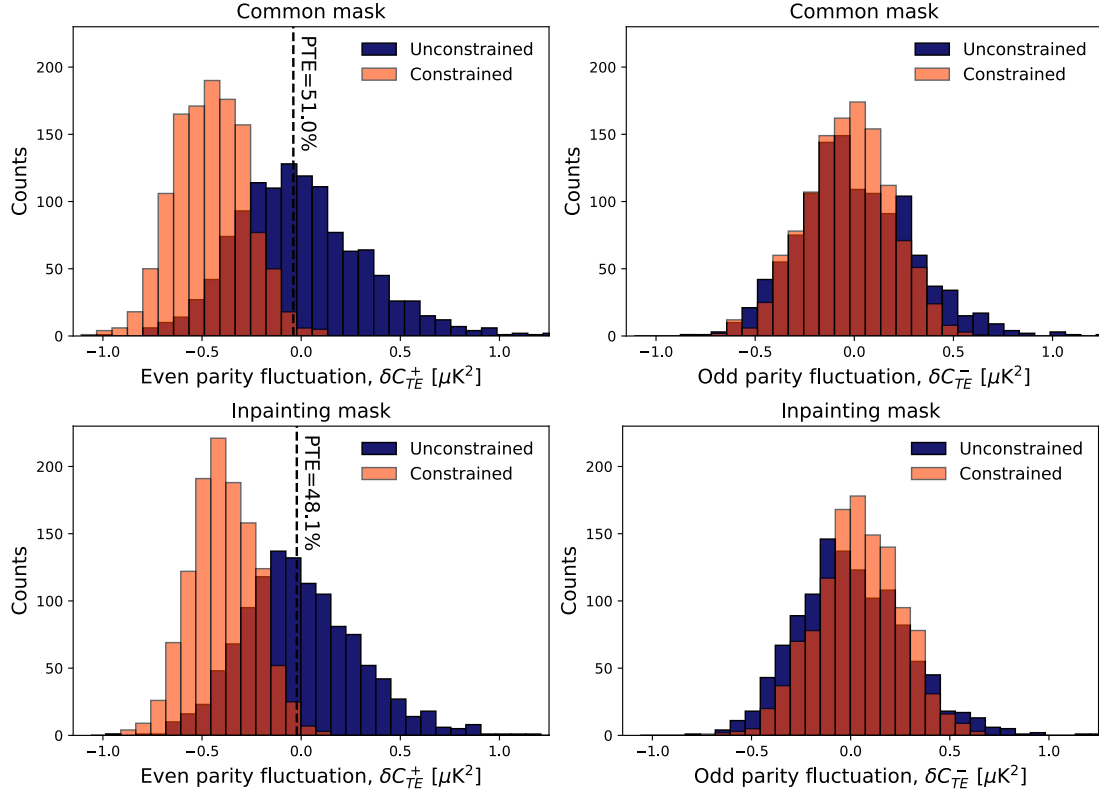 Common mask
200
150
100
50
0
Counts
PTE=51.0%
Unconstrained
Constrained
−1.0 −0.5 0.0 0.5 1.0
Even parity fluctuation, δC_{TE}^{+} [μK²]
Common mask
200
150
100
50
0
Counts
Unconstrained
Constrained
−1.0 −0.5 0.0 0.5 1.0
Odd parity fluctuation, δC_{TE}^{−} [μK²]
Inpainting mask
200
150
100
50
0
Counts
PTE=48.1%
Unconstrained
Constrained
−1.0 −0.5 0.0 0.5 1.0
Even parity fluctuation, δC_{TE}^{+} [μK²]
Inpainting mask
200
150
100
50
0
Counts
Unconstrained
Constrained
−1.0 −0.5 0.0 0.5 1.0
Odd parity fluctuation, δC_{TE}^{−} [μK²]